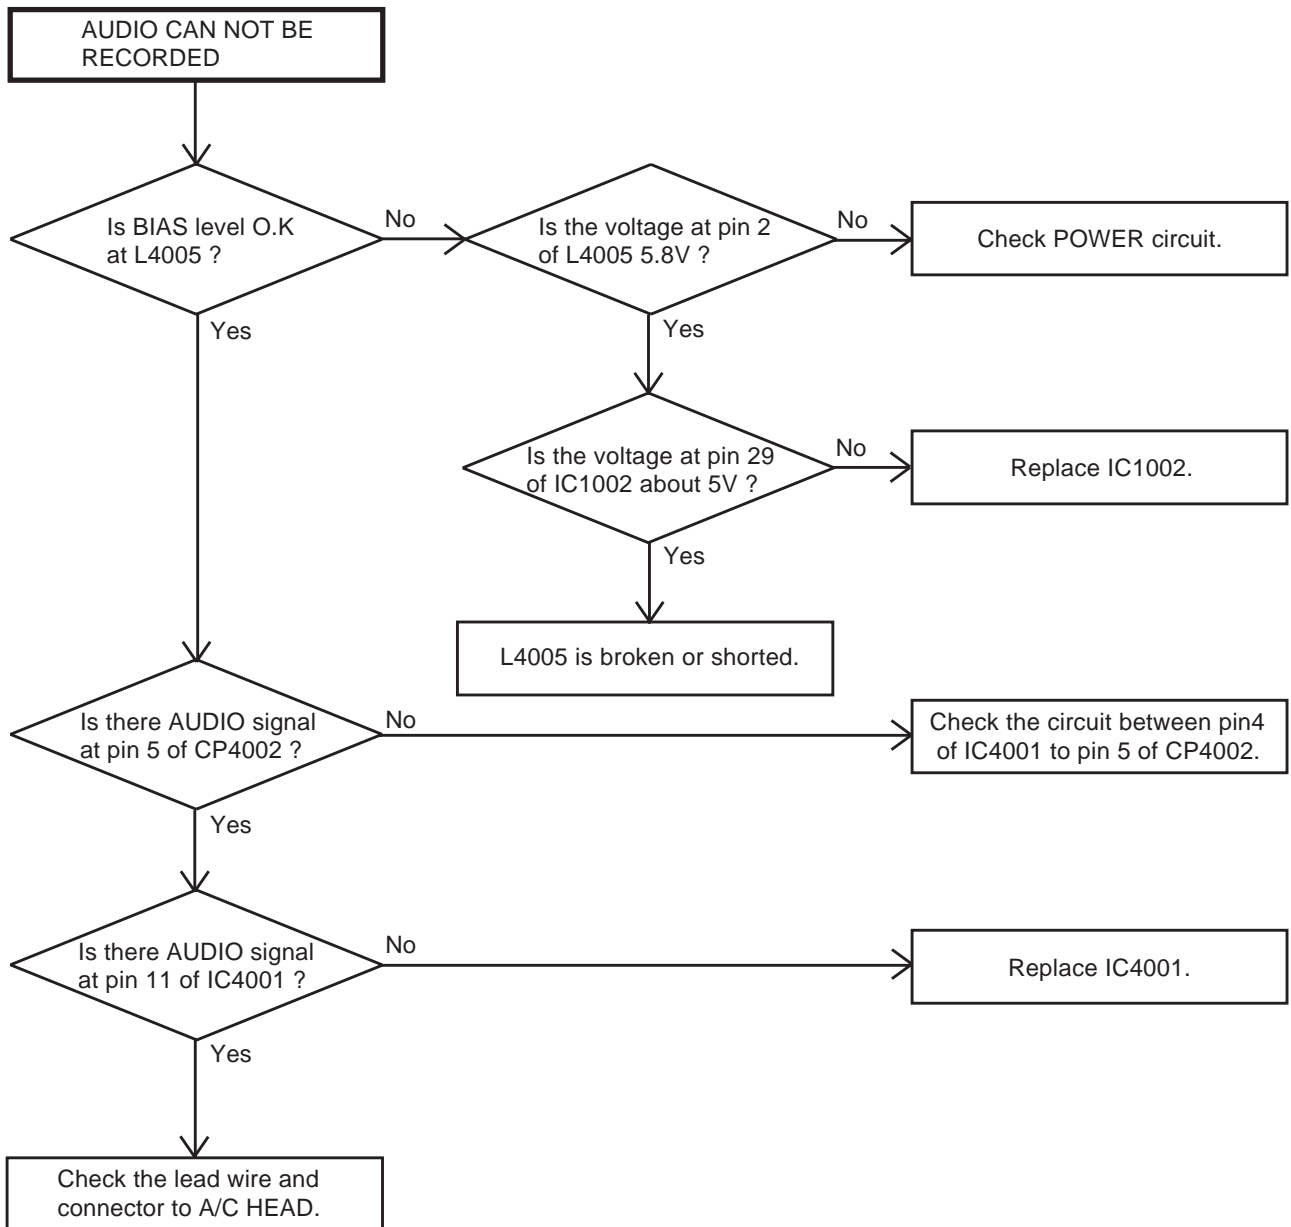 AUDIO CAN NOT BE
RECORDED
Is BIAS level O.K
at L4005 ?
No
Is the voltage at pin 2
of L4005 5.8V ?
No
Check POWER circuit.
Yes
Yes
Is the voltage at pin 29
of IC1002 about 5V ?
No
Replace IC1002.
Yes
L4005 is broken or shorted.
Is there AUDIO signal
at pin 5 of CP4002 ?
No
Check the circuit between pin4
of IC4001 to pin 5 of CP4002.
Yes
Is there AUDIO signal
at pin 11 of IC4001 ?
No
Replace IC4001.
Yes
Check the lead wire and
connector to A/C HEAD.